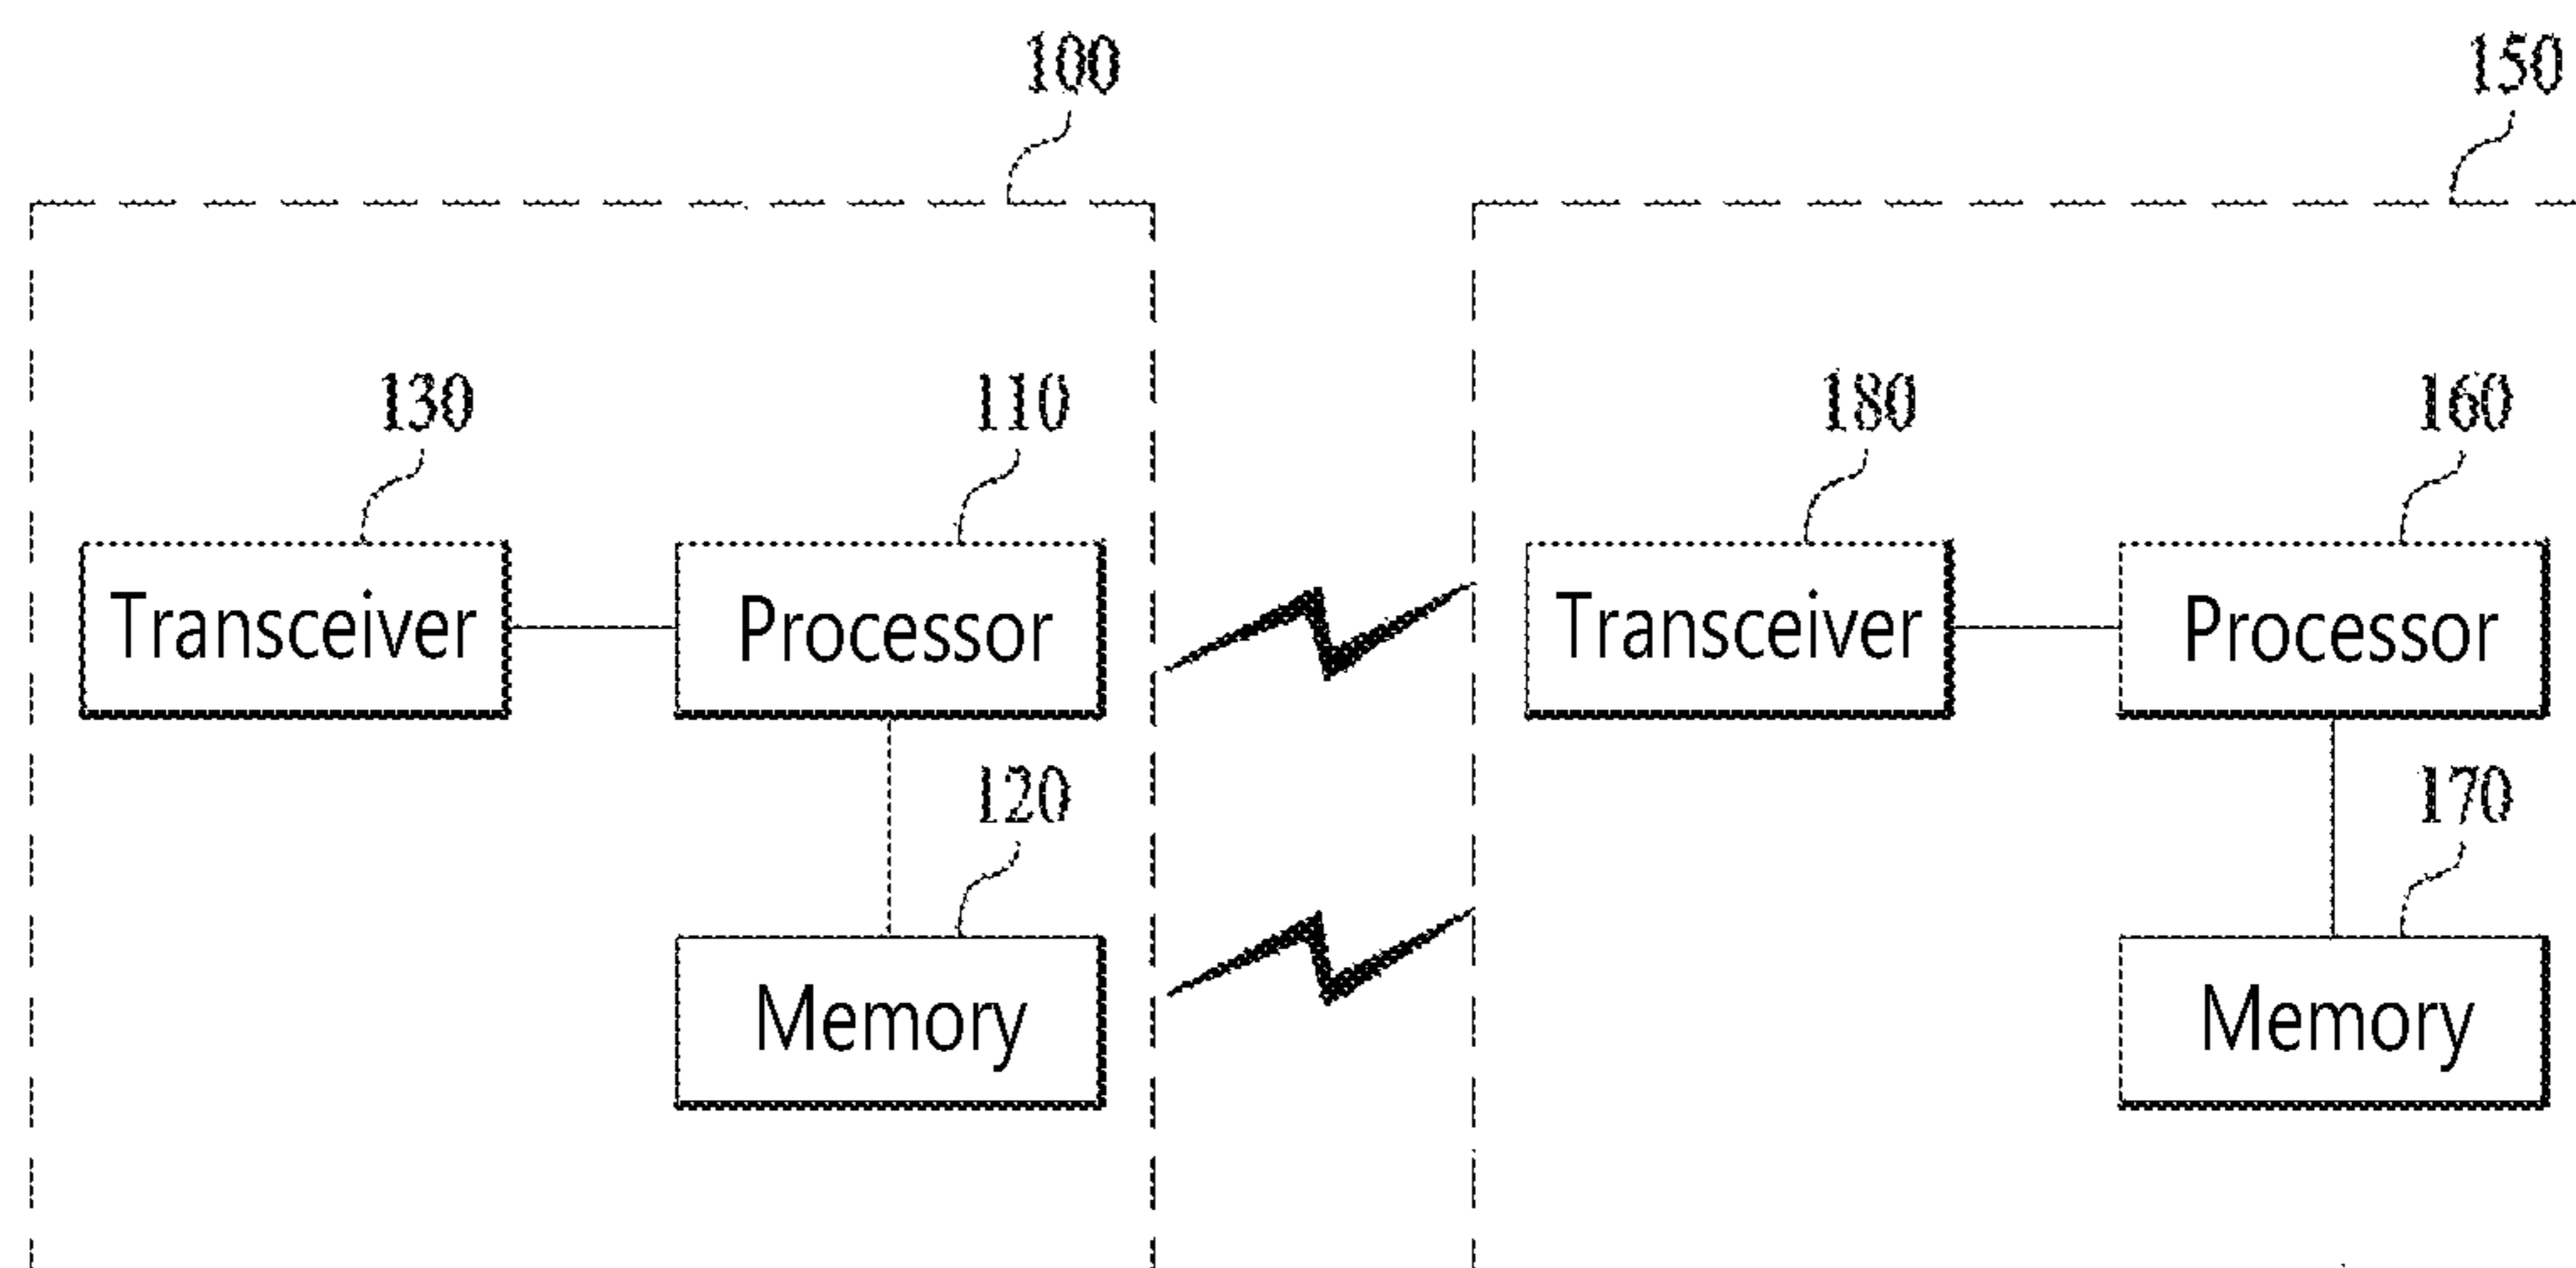 100 150
130 110 180 160
Transceiver Processor Transceiver Processor
120 170
Memory Memory